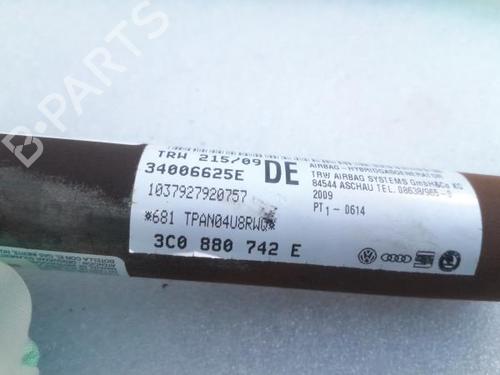 TRW 215/09
34006625E
DE
1037927920757
*681 TPAN04U8RWQ*
3C0 880 742 E
AIRBAG - HYBRIDGASGENERATOR
TRW AIRBAG SYSTEMS GmbH&Co KG
84544 ASCHAU TEL. 08638/965-0
2009
PT1- 0614
B-PARTS